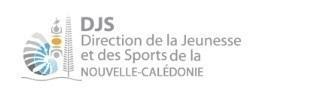 DJS
Direction de la Jeunesse
et des Sports de la
NOUVELLE-CALÉDONIE